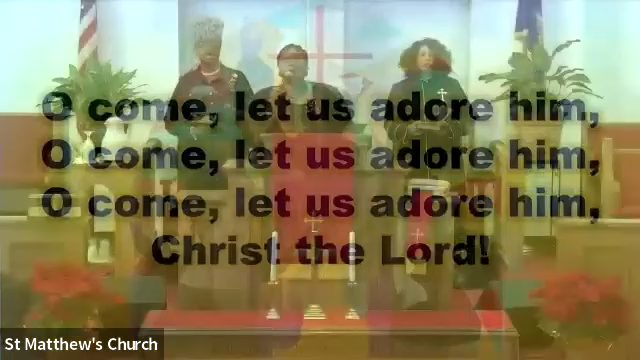 O come, let us adore him,
O come, let us adore him,
O come, let us adore him,
Christ the Lord!
St Matthew's Church